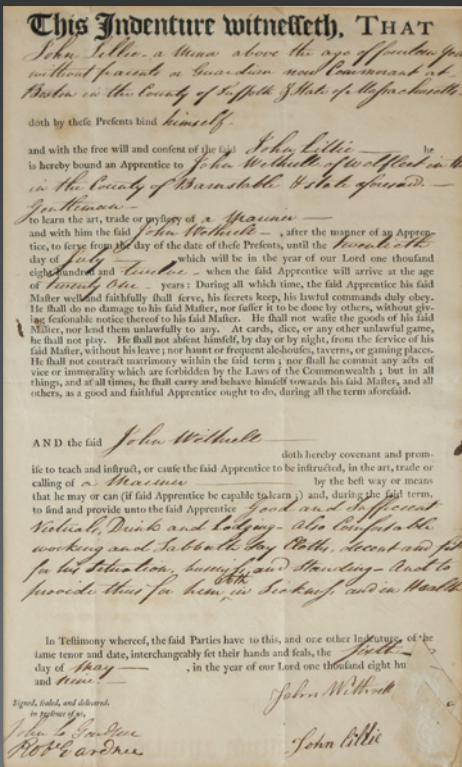 This Indenture witneſſeth, THAT
John Lillie - a Minor above the age of fourteen
without parents or Guardian now Commorant at
Boston in the County of Suffolk & State of Massachusetts
doth by theſe Preſents bind himself.
and with the free will and conſent of the ſaid John Lillie he
is hereby bound an Apprentice to John Wethrell of Welfleet in
in the County of Barnstable & state aforesaid. -
Gentleman -
to learn the art, trade or myſtery of a Mariner -
and with him the ſaid John Wethrell - , after the manner of an Appren-
tice, to ſerve from the day of the date of theſe Preſents, until the twentieth
day of July which will be in the year of our Lord one thouſand
eight hundred and twelve - when the ſaid Apprentice will arrive at the age
of twenty One - years : During all which time, the ſaid Apprentice his ſaid
Maſter well and faithfully ſhall ſerve, his ſecrets keep, his lawful commands duly obey.
He ſhall do no damage to his ſaid Maſter, nor ſuffer it to be done by others, without giv-
ing ſeaſonable notice thereof to his ſaid Maſter. He ſhall not waſte the goods of his ſaid
Maſter, nor lend them unlawfully to any. At cards, dice, or any other unlawful game,
he ſhall not play. He ſhall not abſent himſelf, by day or by night, from the ſervice of his
ſaid Maſter, without his leave ; nor haunt or frequent ale-houſes, taverns, or gaming places.
He ſhall not contract matrimony within the ſaid term ; nor ſhall he commit any acts of
vice or immorality which are forbidden by the Laws of the Commonwealth ; but in all
things, and at all times, he ſhall carry and behave himſelf towards his ſaid Maſter, and all
others, as a good and faithful Apprentice ought to do, during all the term aforeſaid.
AND the ſaid John Wethrell
doth hereby covenant and prom-
iſe to teach and inſtruct, or cauſe the ſaid Apprentice to be inſtructed, in the art, trade or
calling of a Mariner by the beſt way or means
that he may or can (if ſaid Apprentice be capable to learn ;) and, during the ſaid term,
to find and provide unto the ſaid Apprentice Good and sufficient
Victuals, Drink and Lodging - Also Comfortable
working and Sabbath Day Cloths, decent and fit
for his Situation, business, and Standing - And to
provide thus for him both in Sickness and in Health
In Teſtimony whereof, the ſaid Parties have to this, and one other Indenture, of the
ſame tenor and date, interchangeably ſet their hands and ſeals, the sixth
day of May , in the year of our Lord one thouſand eight hu
and nine. -
Signed, ſealed, and delivered,
in preſence of us,
John Wethrell
John
Robt Gardner
John Lillie